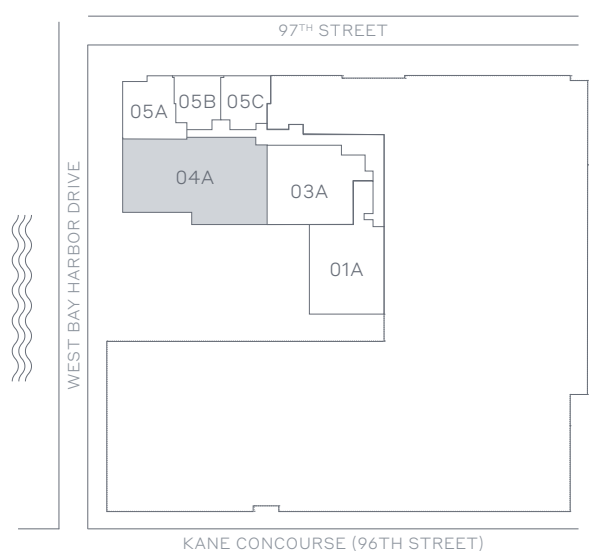 97TH STREET
05A
05B
05C
04A
03A
01A
WEST BAY HARBOR DRIVE
KANE CONCOURSE (96TH STREET)